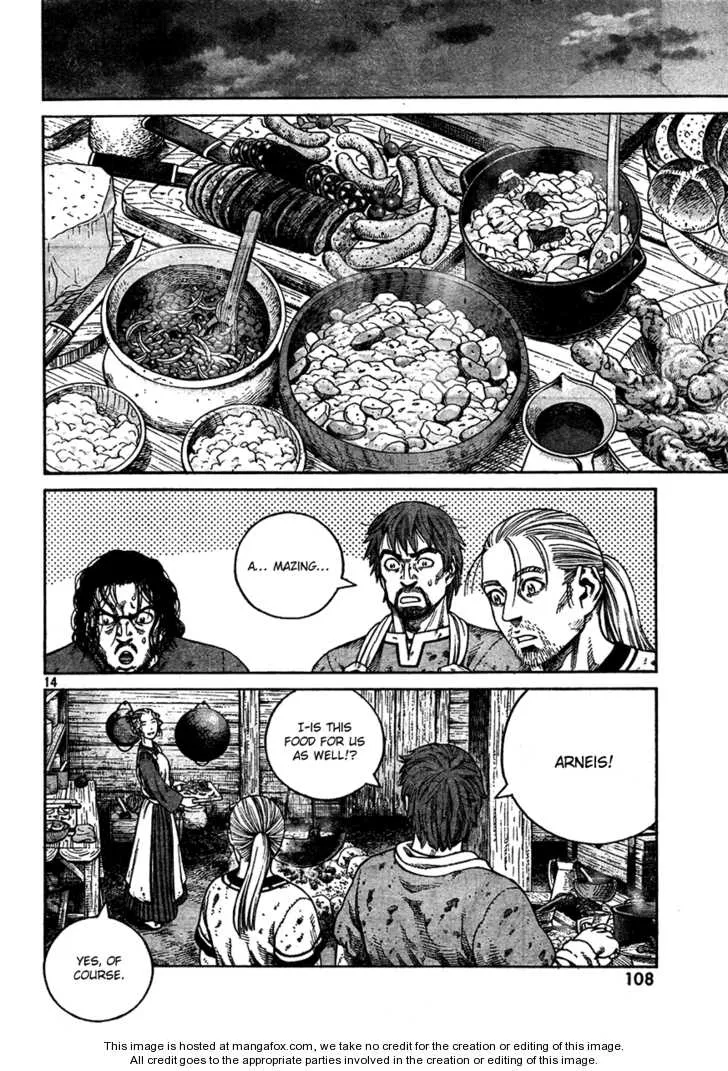 A... MAZING...
14
ARNEIS!
I-IS THIS
FOOD FOR US
AS WELL!?
YES, OF
COURSE.
108
This image is hosted at mangafox.com, we take no credit for the creation or editing of this image.
All credit goes to the appropriate parties involved in the creation or editing of this image.